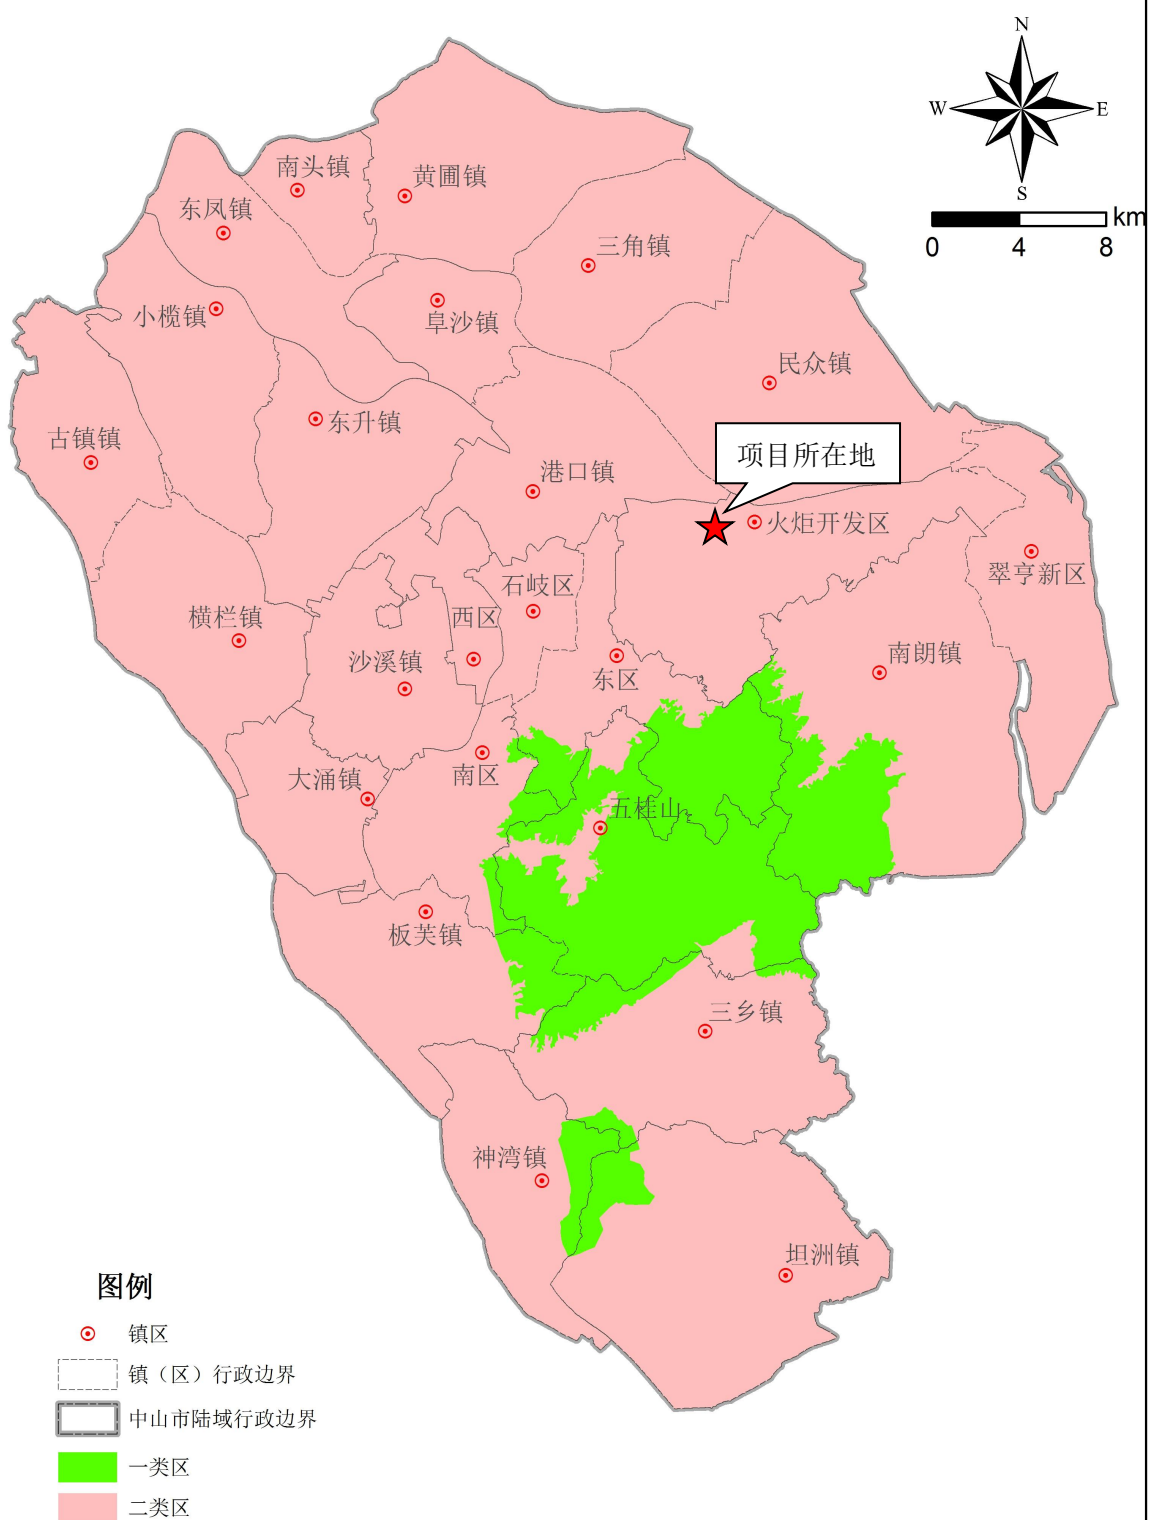 N
W
E
S
km
0
4
8
南头镇
黄圃镇
东凤镇
三角镇
小榄镇
阜沙镇
民众镇
东升镇
古镇镇
项目所在地
港口镇
火炬开发区
翠亨新区
石岐区
横栏镇
西区
沙溪镇
东区
南朗镇
南区
大涌镇
五桂山
板芙镇
三乡镇
神湾镇
坦洲镇
图例
镇区
镇（区）行政边界
中山市陆域行政边界
一类区
二类区